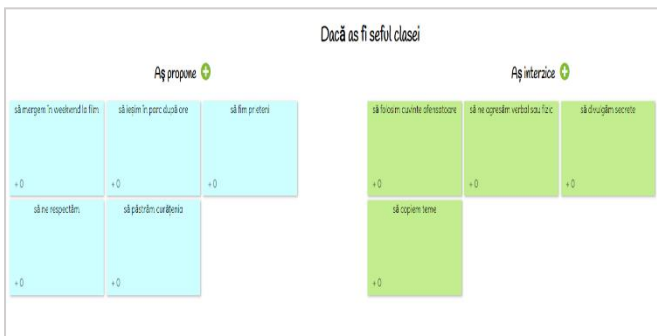 Dacă as fi seful clasei
Aș propune
Aș interzice
să mergem în weekend la film
să ieșim în parc după ore
să fim prieteni
să folosim cuvinte ofensatoare
să ne agresăm verbal sau fizic
să divulgăm secrete
+ 0
+ 0
+ 0
+ 0
+ 0
+ 0
să ne respectăm
să păstrăm curățenia
să copiem teme
+ 0
+ 0
+ 0